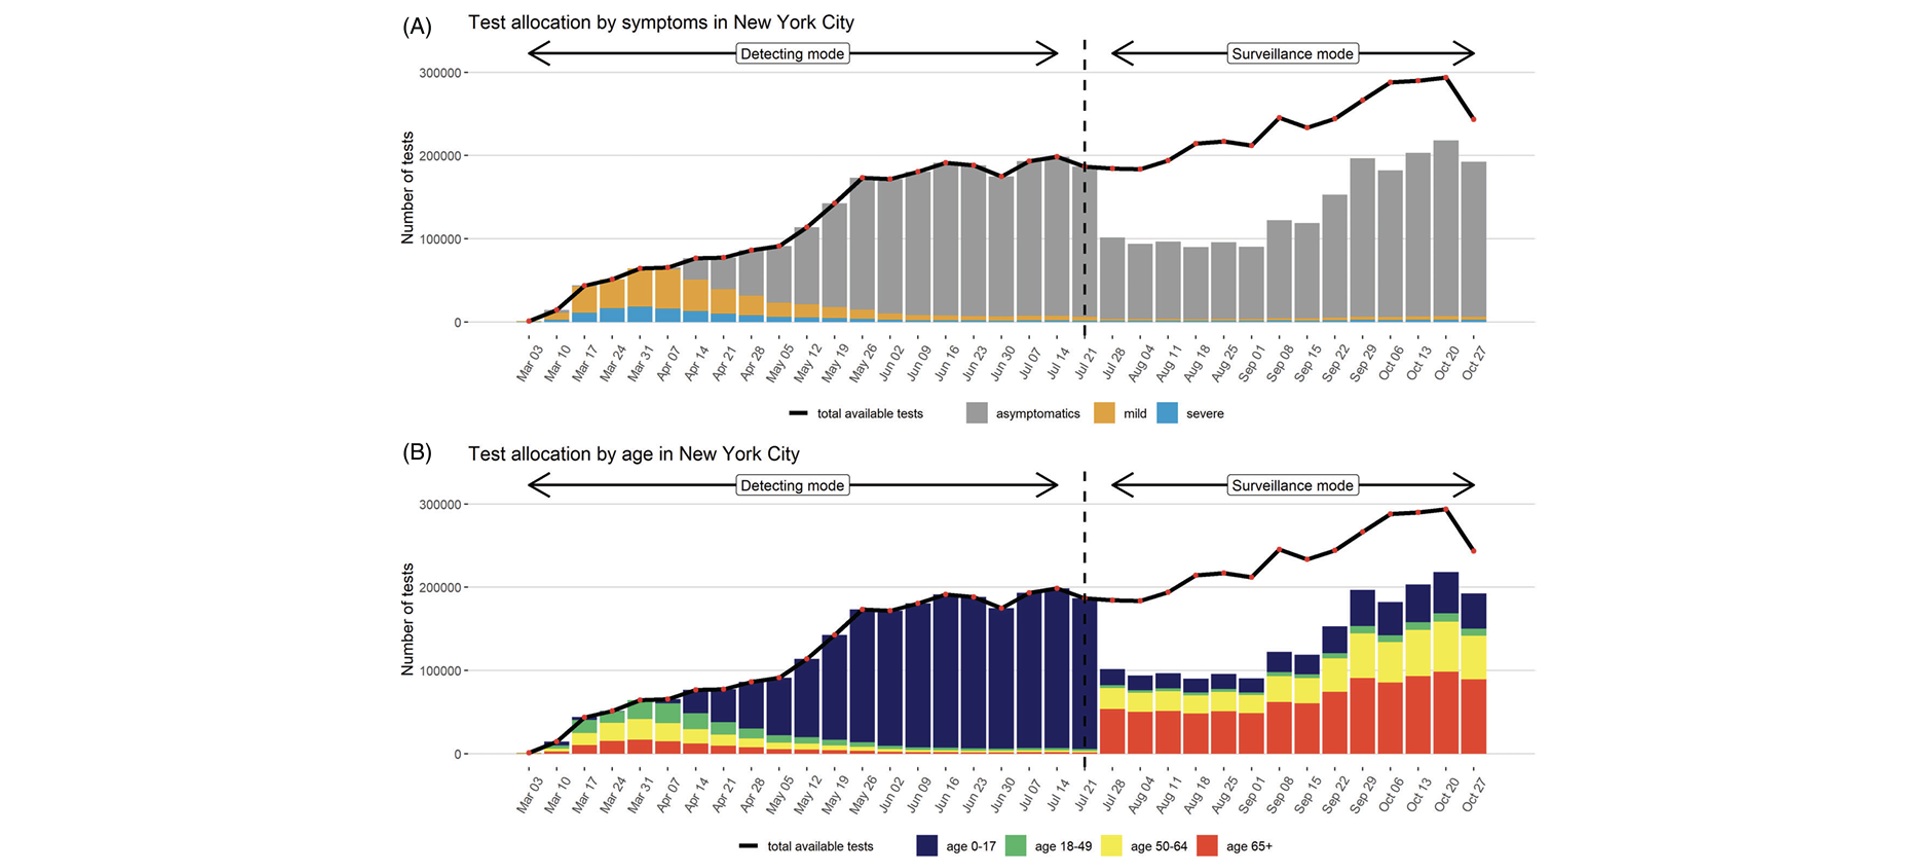 (A) Test allocation by symptoms in New York City
Detecting mode Surveillance mode
Number of tests
300000
200000
100000
0
Mar 03 Mar 10 Mar 17 Mar 24 Mar 31 Apr 07 Apr 14 Apr 21 Apr 28 May 05 May 12 May 19 May 26 Jun 02 Jun 09 Jun 16 Jun 23 Jun 30 Jul 07 Jul 14 Jul 21 Jul 28 Aug 04 Aug 11 Aug 18 Aug 25 Sep 01 Sep 08 Sep 15 Sep 22 Sep 29 Oct 06 Oct 13 Oct 20 Oct 27
total available tests asymptomatics mild severe
(B) Test allocation by age in New York City
Detecting mode Surveillance mode
Number of tests
300000
200000
100000
0
Mar 03 Mar 10 Mar 17 Mar 24 Mar 31 Apr 07 Apr 14 Apr 21 Apr 28 May 05 May 12 May 19 May 26 Jun 02 Jun 09 Jun 16 Jun 23 Jun 30 Jul 07 Jul 14 Jul 21 Jul 28 Aug 04 Aug 11 Aug 18 Aug 25 Sep 01 Sep 08 Sep 15 Sep 22 Sep 29 Oct 06 Oct 13 Oct 20 Oct 27
total available tests age 0-17 age 18-49 age 50-64 age 65+